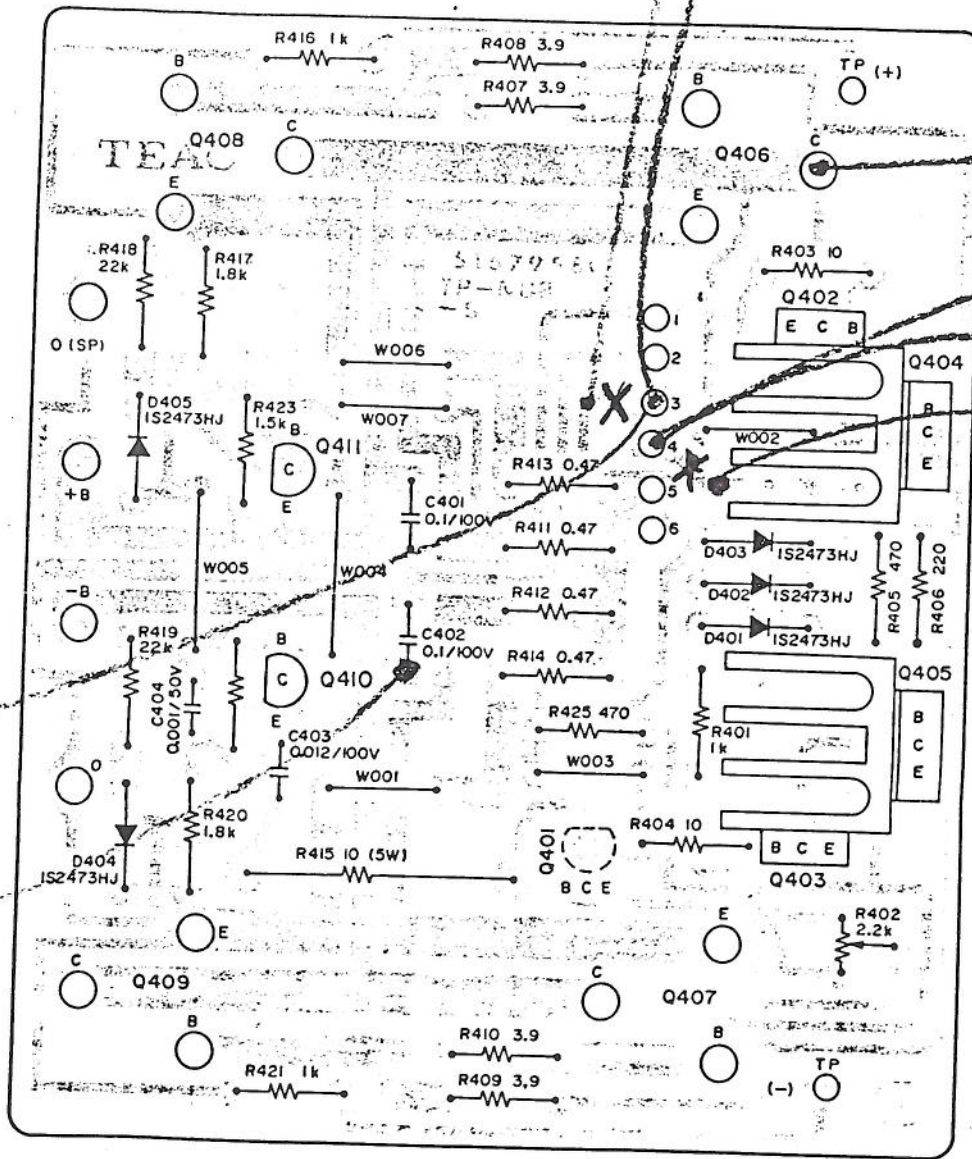 R416 1k
R408 3.9
R407 3.9
TP (+)
B
B
C
Q408
Q406
C
TEAC
E
E
R418
22k
R417
1.8k
R403 10
Q402
E C B
O (SP)
1
2
3
4
5
6
W006
W007
Q404
B
C
E
W002
D405
1S2473HJ
R423
1.5k
B
C
E
Q411
+B
C401
0.1/100V
R413 0.47
R411 0.47
R412 0.47
R414 0.47
D403 1S2473HJ
D402 1S2473HJ
D401 1S2473HJ
R405 470
R406 220
W005
W004
-B
R419
22k
C404
0.001/50V
B
C
E
Q410
C402
0.1/100V
C403
0.012/100V
R425 470
W003
R401
1k
Q405
B
C
E
O
W001
R420
1.8k
D404
1S2473HJ
R415 10 (5W)
Q401
B C E
R404 10
B C E
Q403
E
E
R402
2.2k
C
Q409
C
Q407
B
B
R410 3.9
R409 3.9
R421 1k
(-)
TP